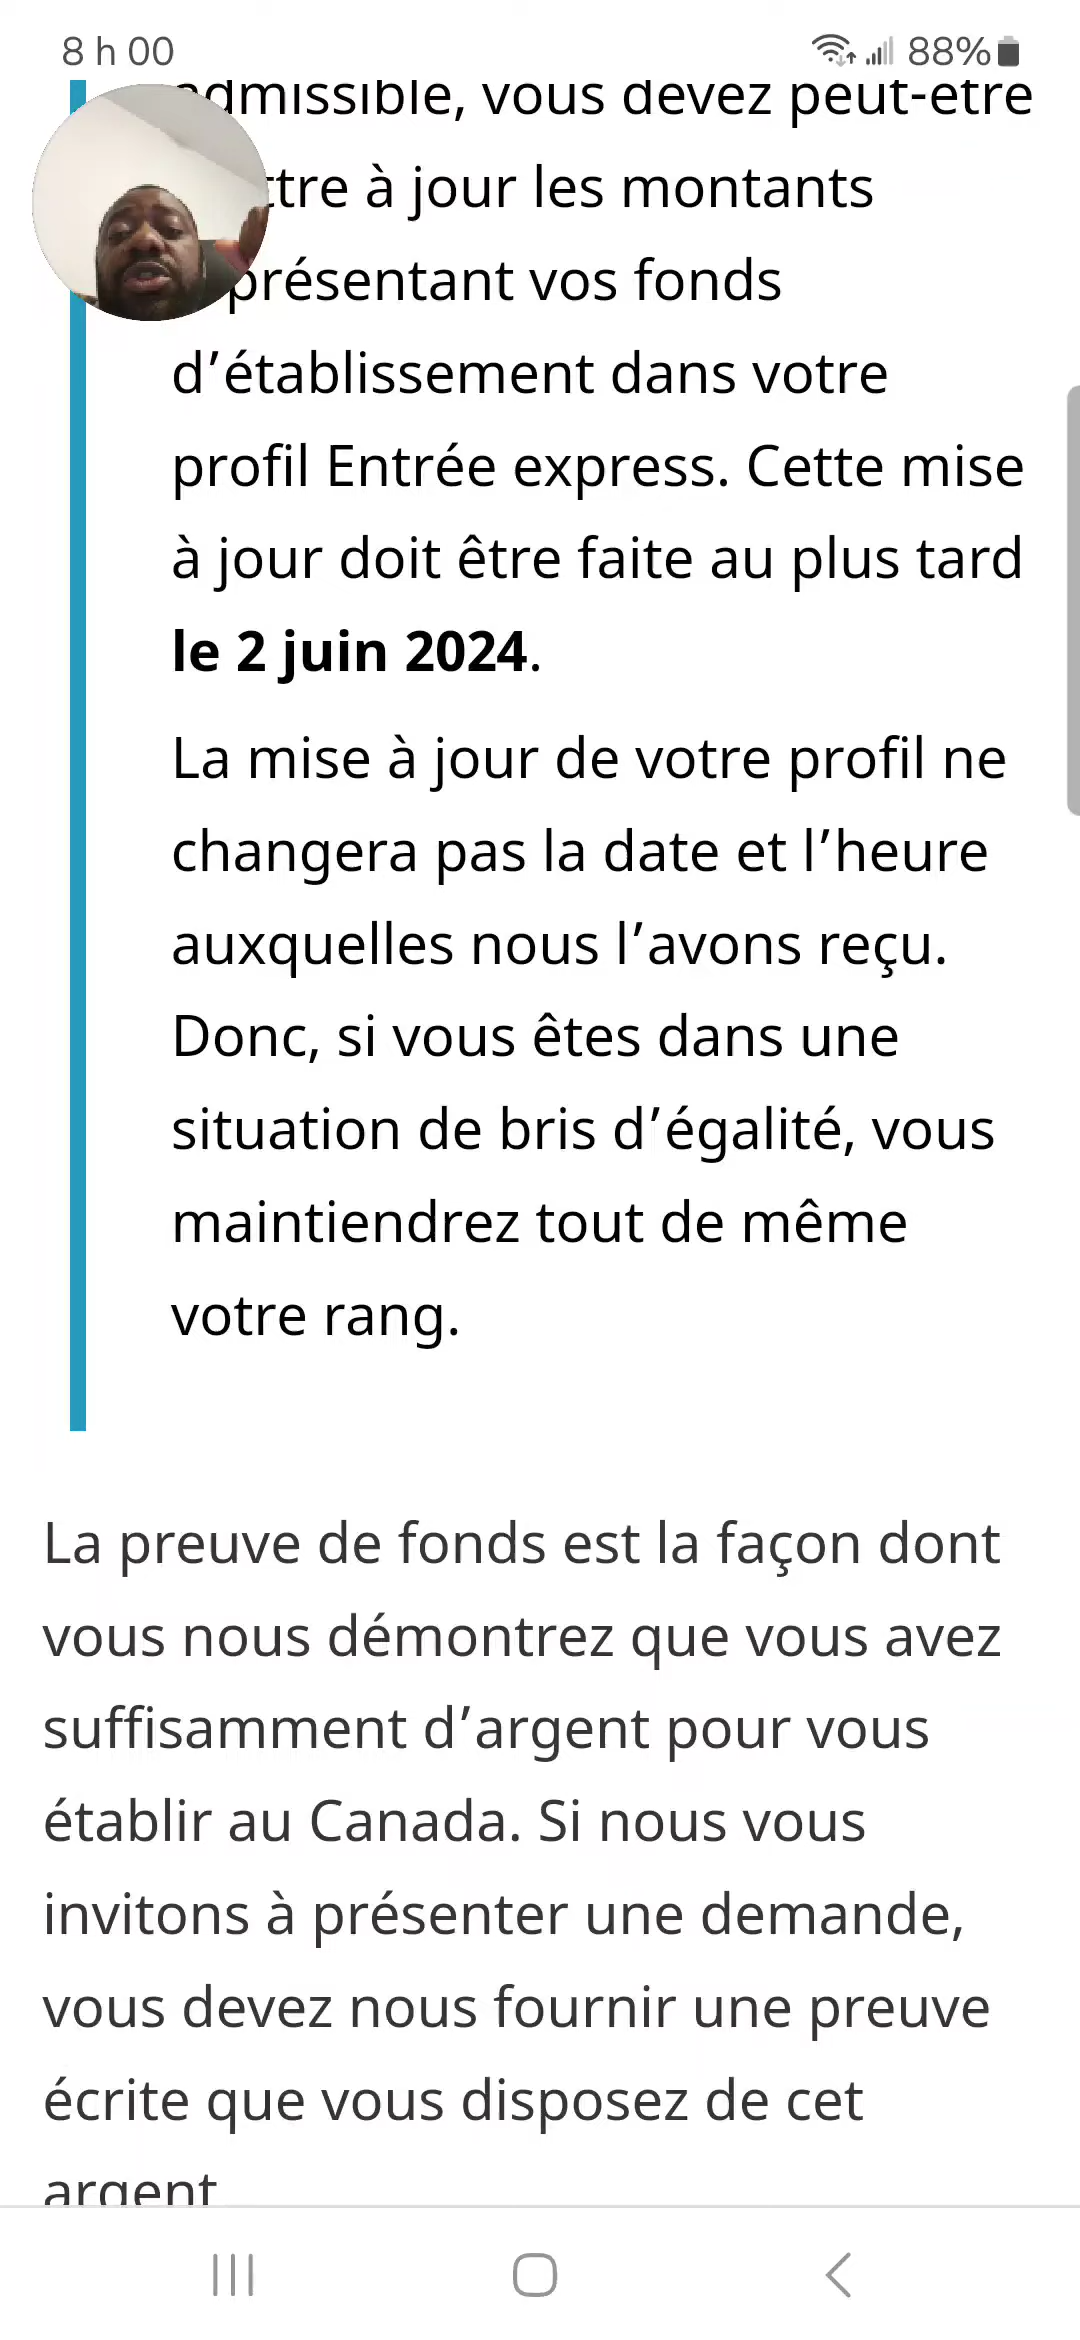 8 h 00 88%
admissible, vous devez peut-être
ttre à jour les montants
présentant vos fonds
d’établissement dans votre
profil Entrée express. Cette mise
à jour doit être faite au plus tard
le 2 juin 2024.
La mise à jour de votre profil ne
changera pas la date et l’heure
auxquelles nous l’avons reçu.
Donc, si vous êtes dans une
situation de bris d’égalité, vous
maintiendrez tout de même
votre rang.
La preuve de fonds est la façon dont
vous nous démontrez que vous avez
suffisamment d’argent pour vous
établir au Canada. Si nous vous
invitons à présenter une demande,
vous devez nous fournir une preuve
écrite que vous disposez de cet
argent